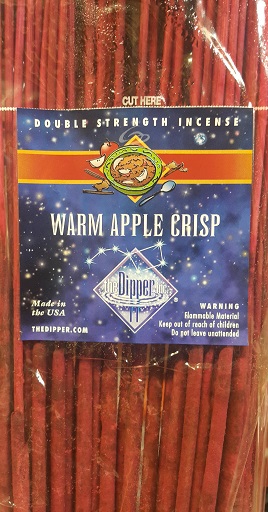 CUT HERE
DOUBLE STRENGTH INCENSE
WARM APPLE CRISP
The Dipper, Inc. ®
Made in
the USA
THEDIPPER.COM
WARNING
Flammable Material
Keep out of reach of children
Do not leave unattended